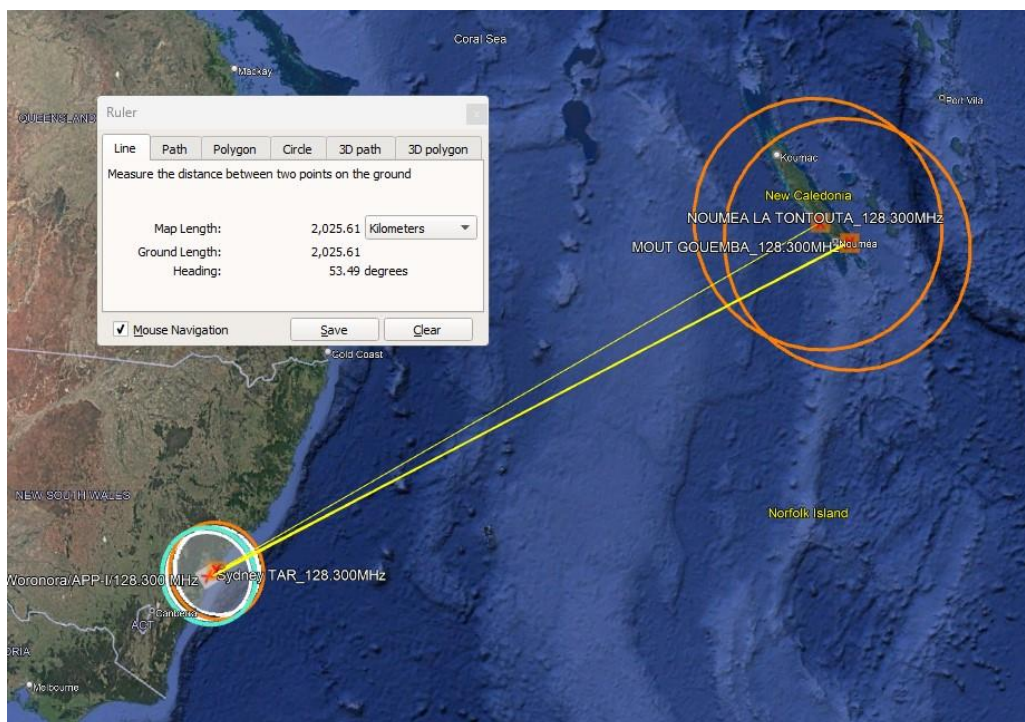 Coral Sea
Mackay
QUEENSLAND
Port Vila
Ruler
Line Path Polygon Circle 3D path 3D polygon
Measure the distance between two points on the ground
Map Length: 2,025.61 Kilometers
Ground Length: 2,025.61
Heading: 53.49 degrees
Mouse Navigation Save Clear
Koumac
New Caledonia
NOUMEA LA TONTOUTA_128.300MHz
MOUT GOUEMBA_128.300MHz
Nouméa
Gold Coast
NEW SOUTH WALES
Norfolk Island
Woronora/APP-I/128.300 MHz
Sydney TAR_128.300MHz
Canberra
ACT
ORIA
Melbourne